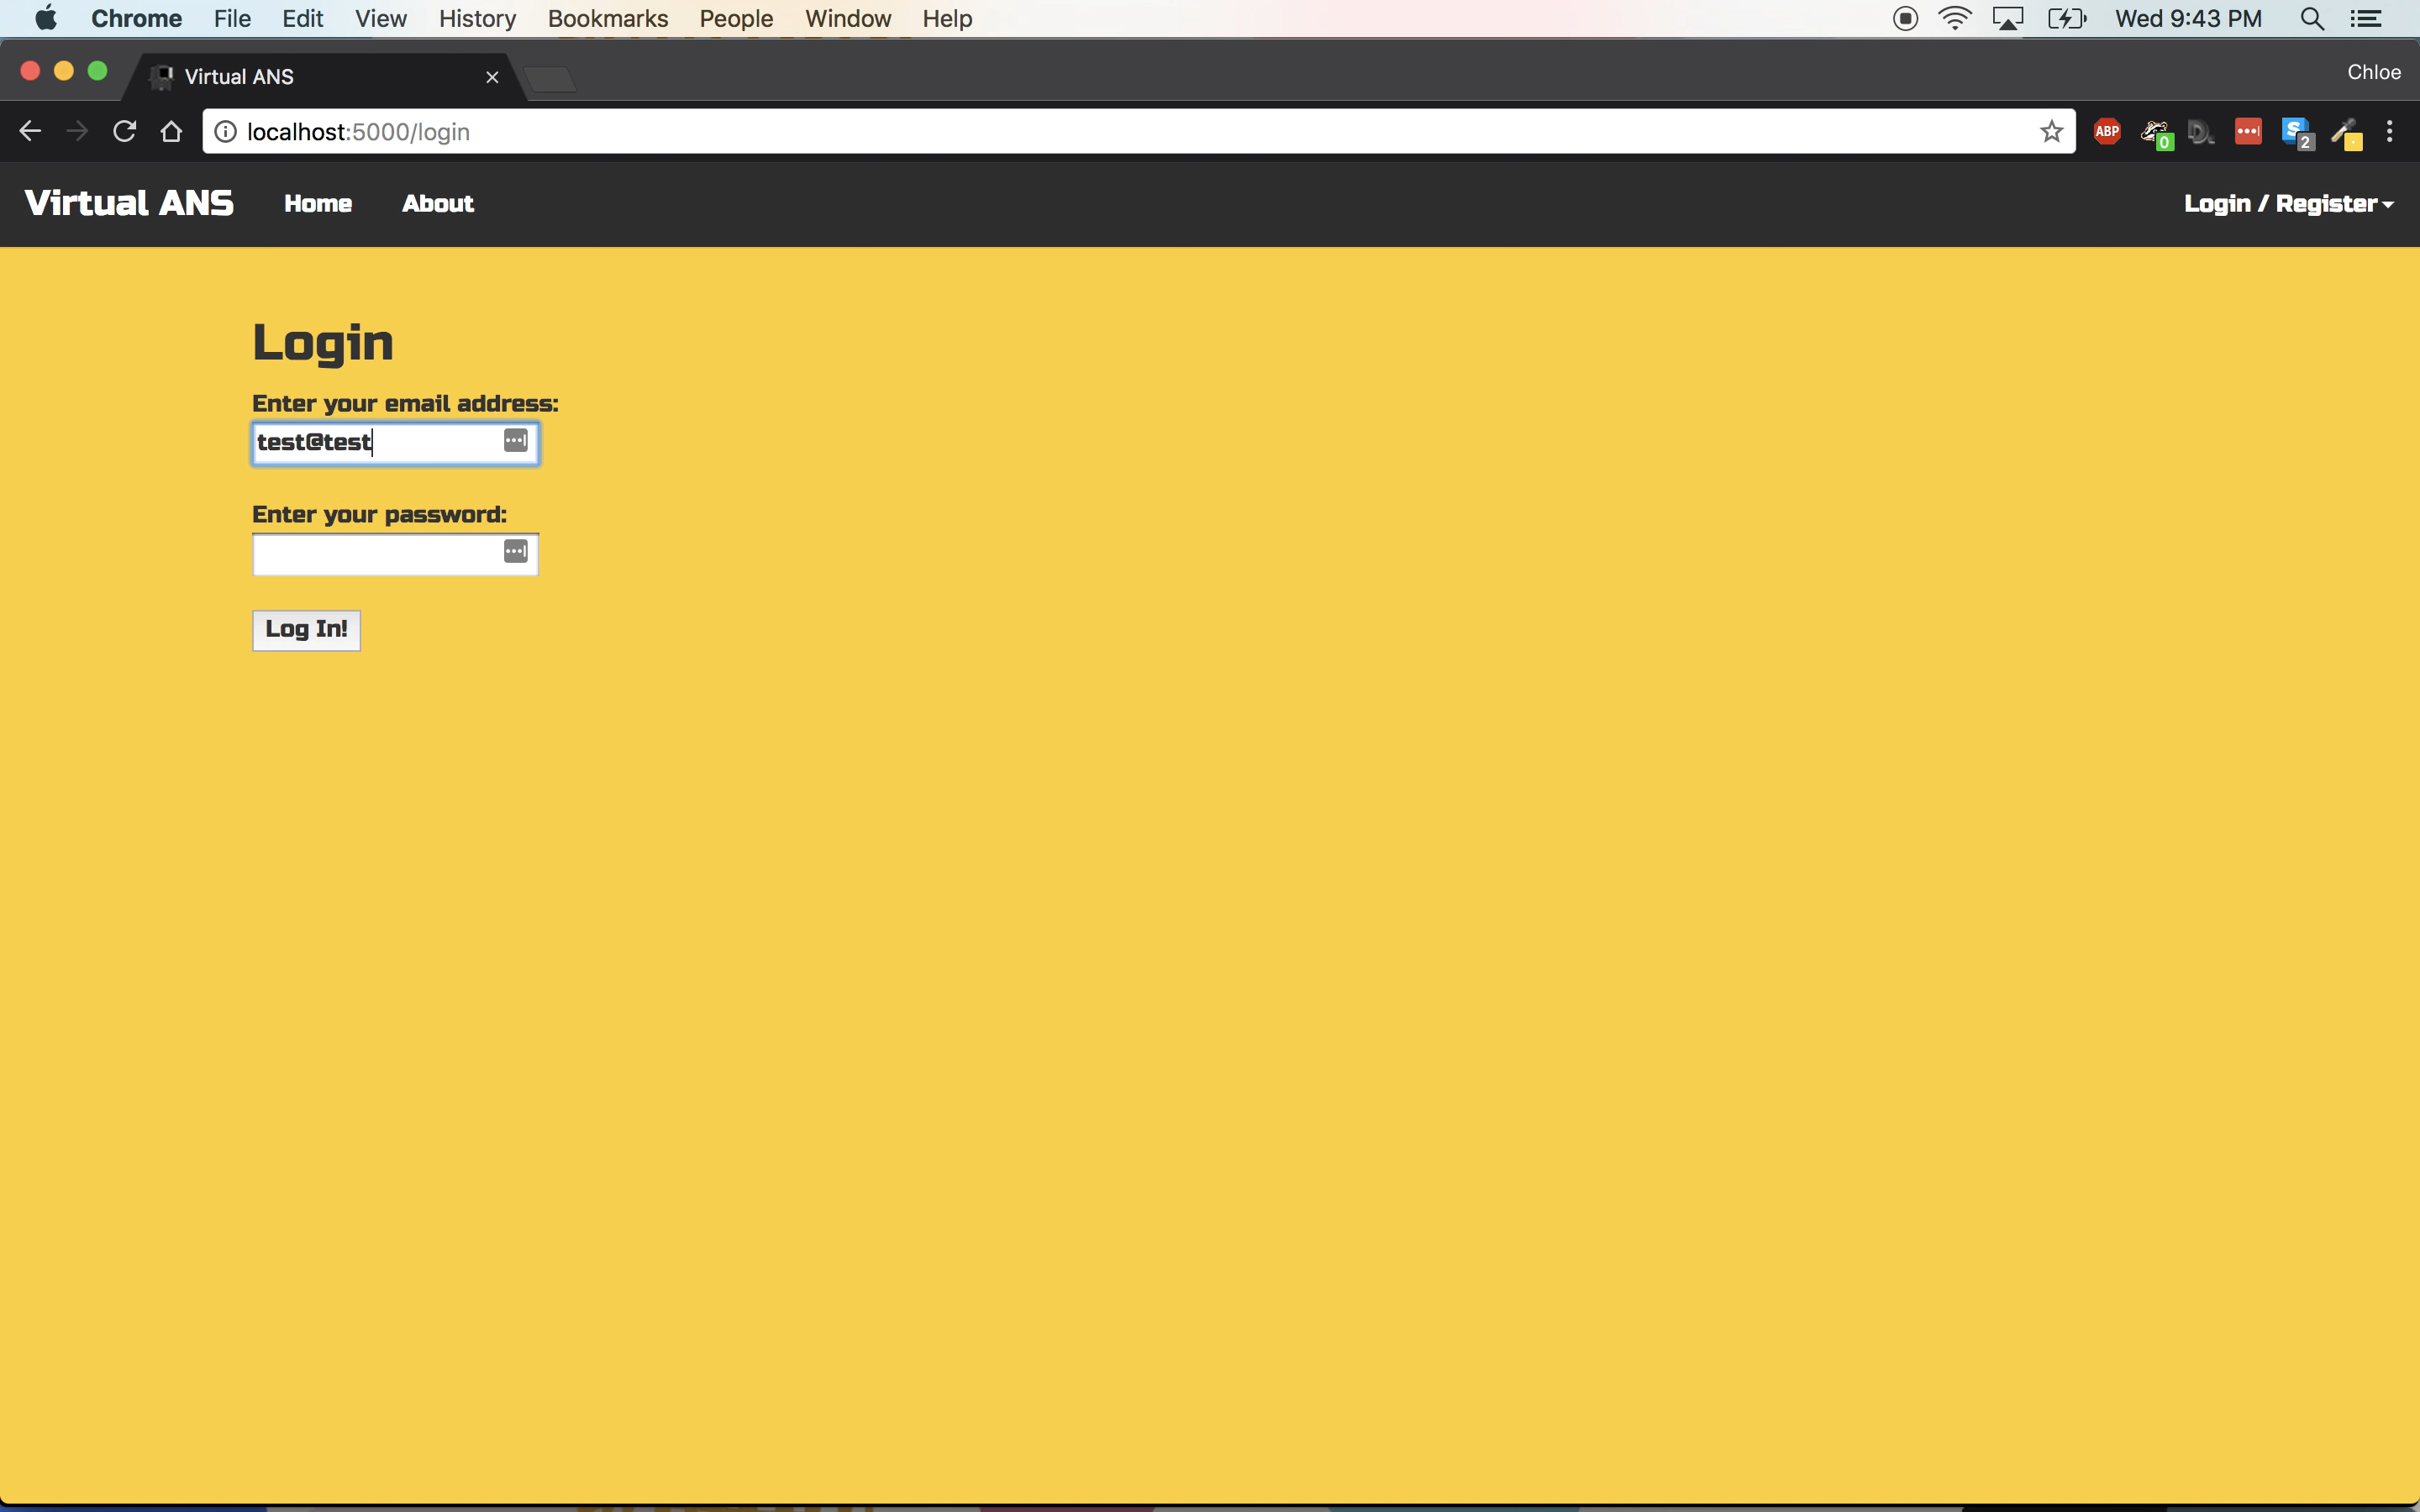 Chrome File Edit View History Bookmarks People Window Help Wed 9:43 PM
Virtual ANS Chloe
localhost:5000/login ABP 0 D. S 2
Virtual ANS Home About Login / Register
Login
Enter your email address:
test@test
Enter your password:
Log In!